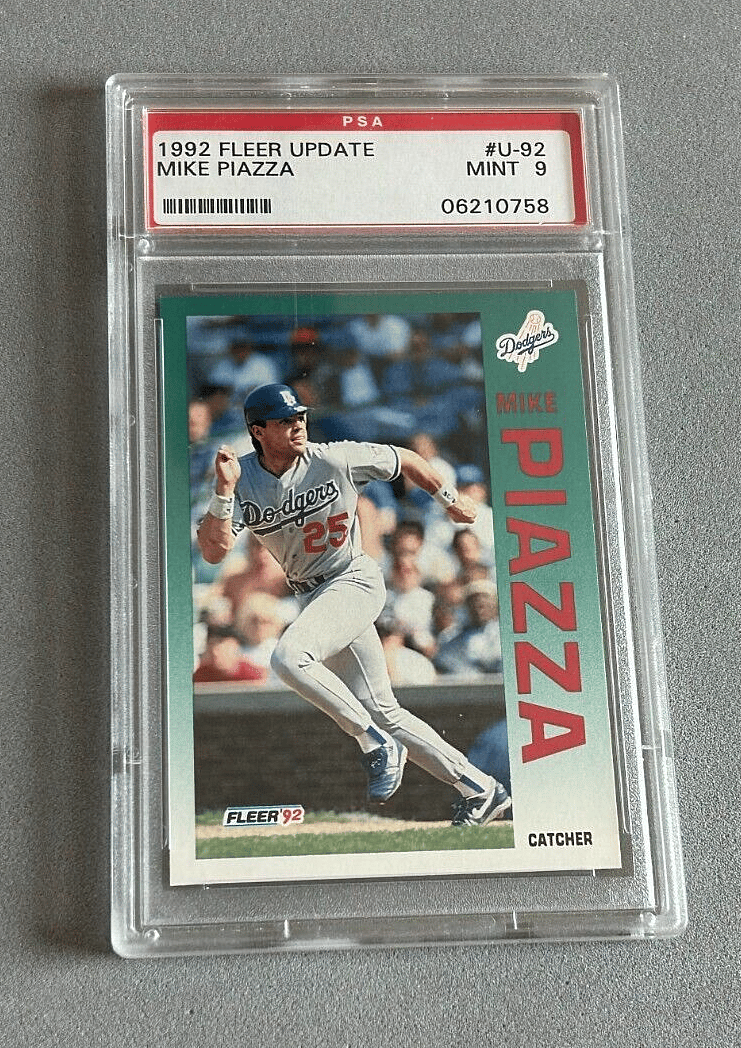 PSA
1992 FLEER UPDATE #U-92
MIKE PIAZZA MINT 9
06210758
Dodgers
MIKE
PIAZZA
Dodgers
25
FLEER'92
CATCHER